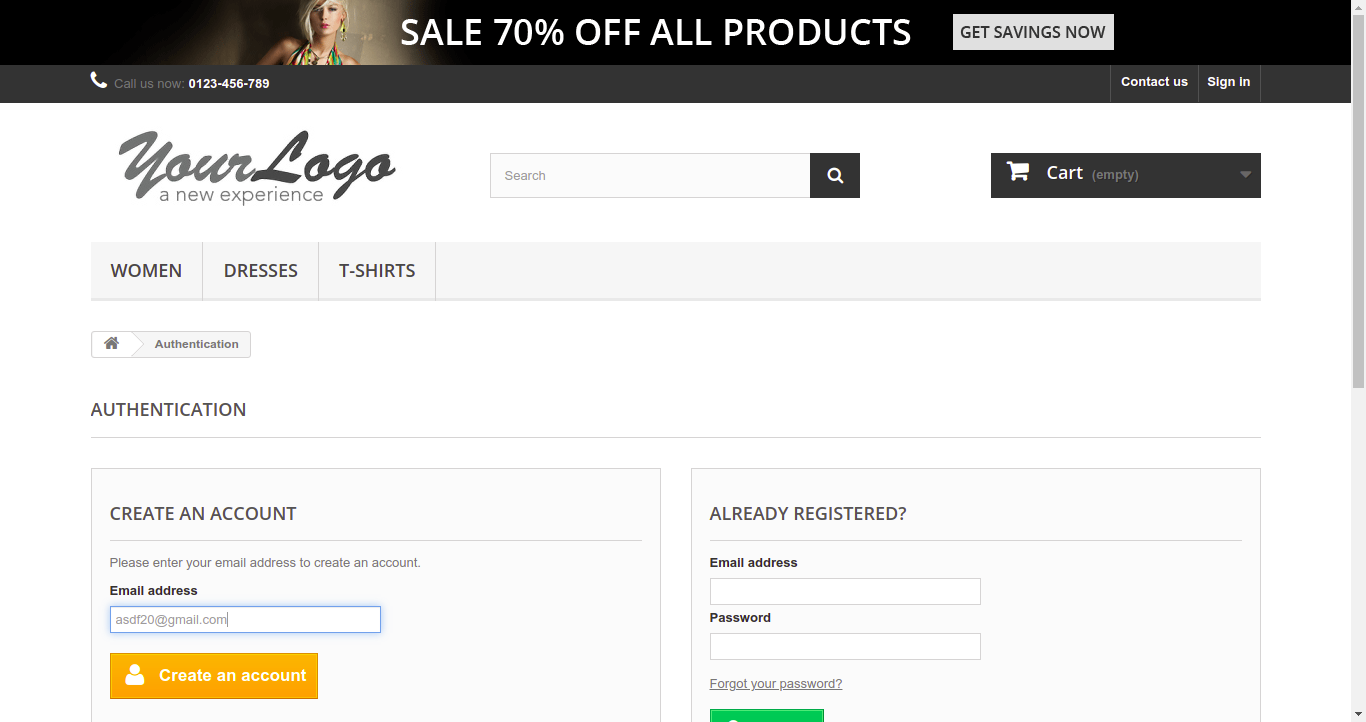 SALE 70% OFF ALL PRODUCTS GET SAVINGS NOW
Call us now: 0123-456-789 Contact us Sign in
YourLogo
a new experience
Search
Cart (empty)
WOMEN DRESSES T-SHIRTS
Authentication
AUTHENTICATION
CREATE AN ACCOUNT
Please enter your email address to create an account.
Email address
asdf20@gmail.com
Create an account
ALREADY REGISTERED?
Email address
Password
Forgot your password?